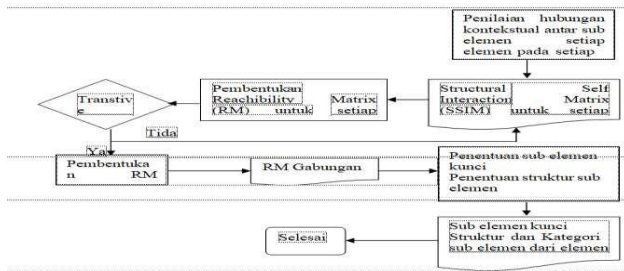 Penilaian hubungan
kontekstual antar sub
elemen setiap
elemen pada setiap
Structural Self
Interaction Matrix
(SSIM) untuk setiap
Pembentukan
Reachibility Matrix
(RM) untuk setiap
Transtiv
e
Tida
Ya
Pembentuka
n RM
RM Gabungan
Penentuan sub elemen
kunci
Penentuan struktur sub
elemen
Sub elemen kunci
Struktur dan Kategori
sub elemen dari elemen
Selesai